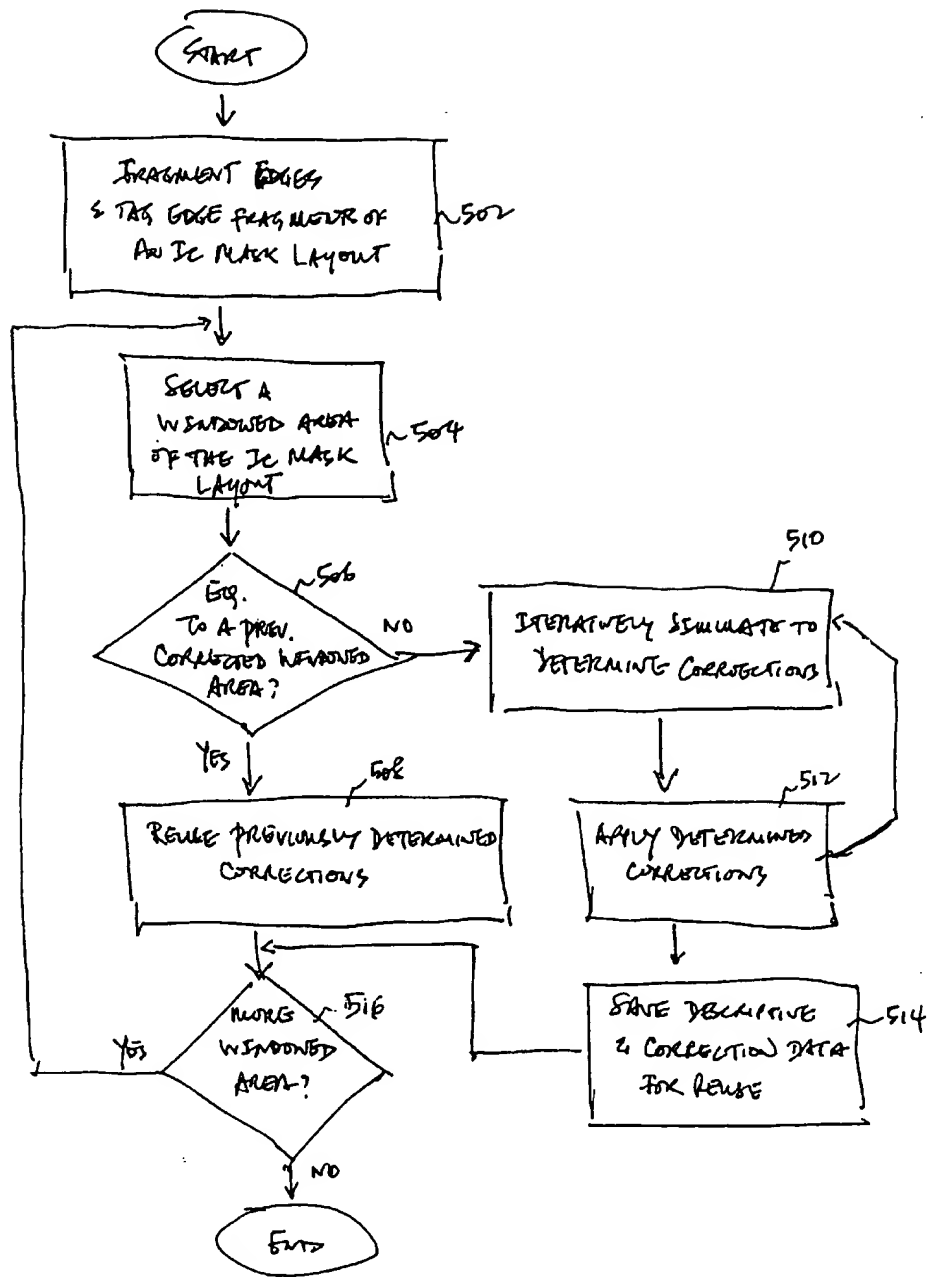 START
FRAGMENT EDGES
& TAG EDGE FRAGMENT OF
AN IC MASK LAYOUT
502
SELECT A
WINDOWED AREA
OF THE IC MASK
LAYOUT
504
506
EQ.
TO A PREV.
CORRECTED WINDOWED
AREA?
NO
YES
510
ITERATIVELY SIMULATE TO
DETERMINE CORRECTIONS
508
REUSE PREVIOUSLY DETERMINED
CORRECTIONS
512
APPLY DETERMINED
CORRECTIONS
516
MORE
WINDOWED
AREA?
YES
NO
SAVE DESCRIPTIVE
& CORRECTION DATA
FOR REUSE
514
END